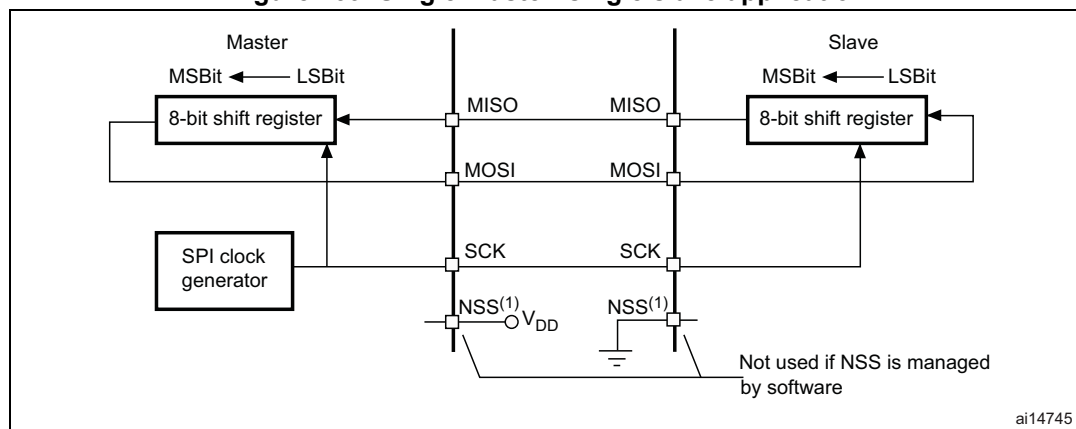 Master
Slave
MSBit LSBit
MSBit LSBit
8-bit shift register
MISO
MISO
8-bit shift register
MOSI
MOSI
SPI clock
generator
SCK
SCK
NSS(1)
VDD
NSS(1)
Not used if NSS is managed
by software
ai14745